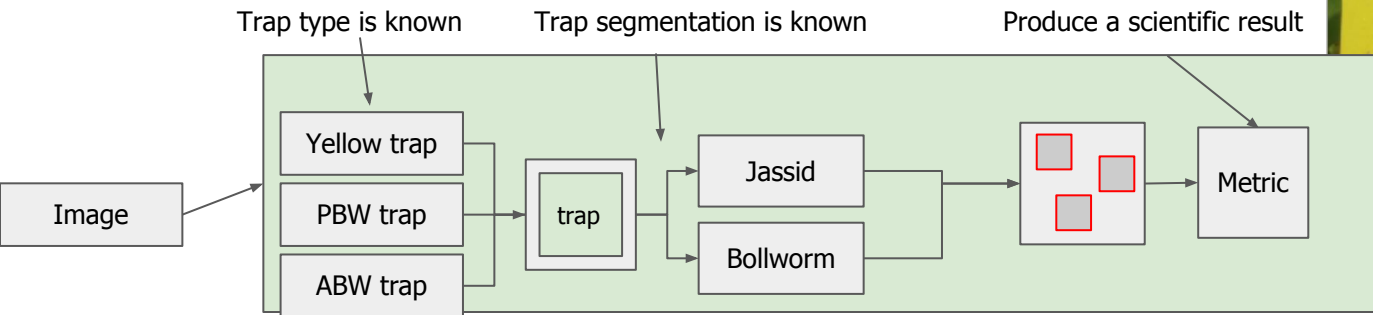 Trap type is known
Trap segmentation is known
Produce a scientific result
Image
Yellow trap
PBW trap
ABW trap
trap
Jassid
Bollworm
Metric